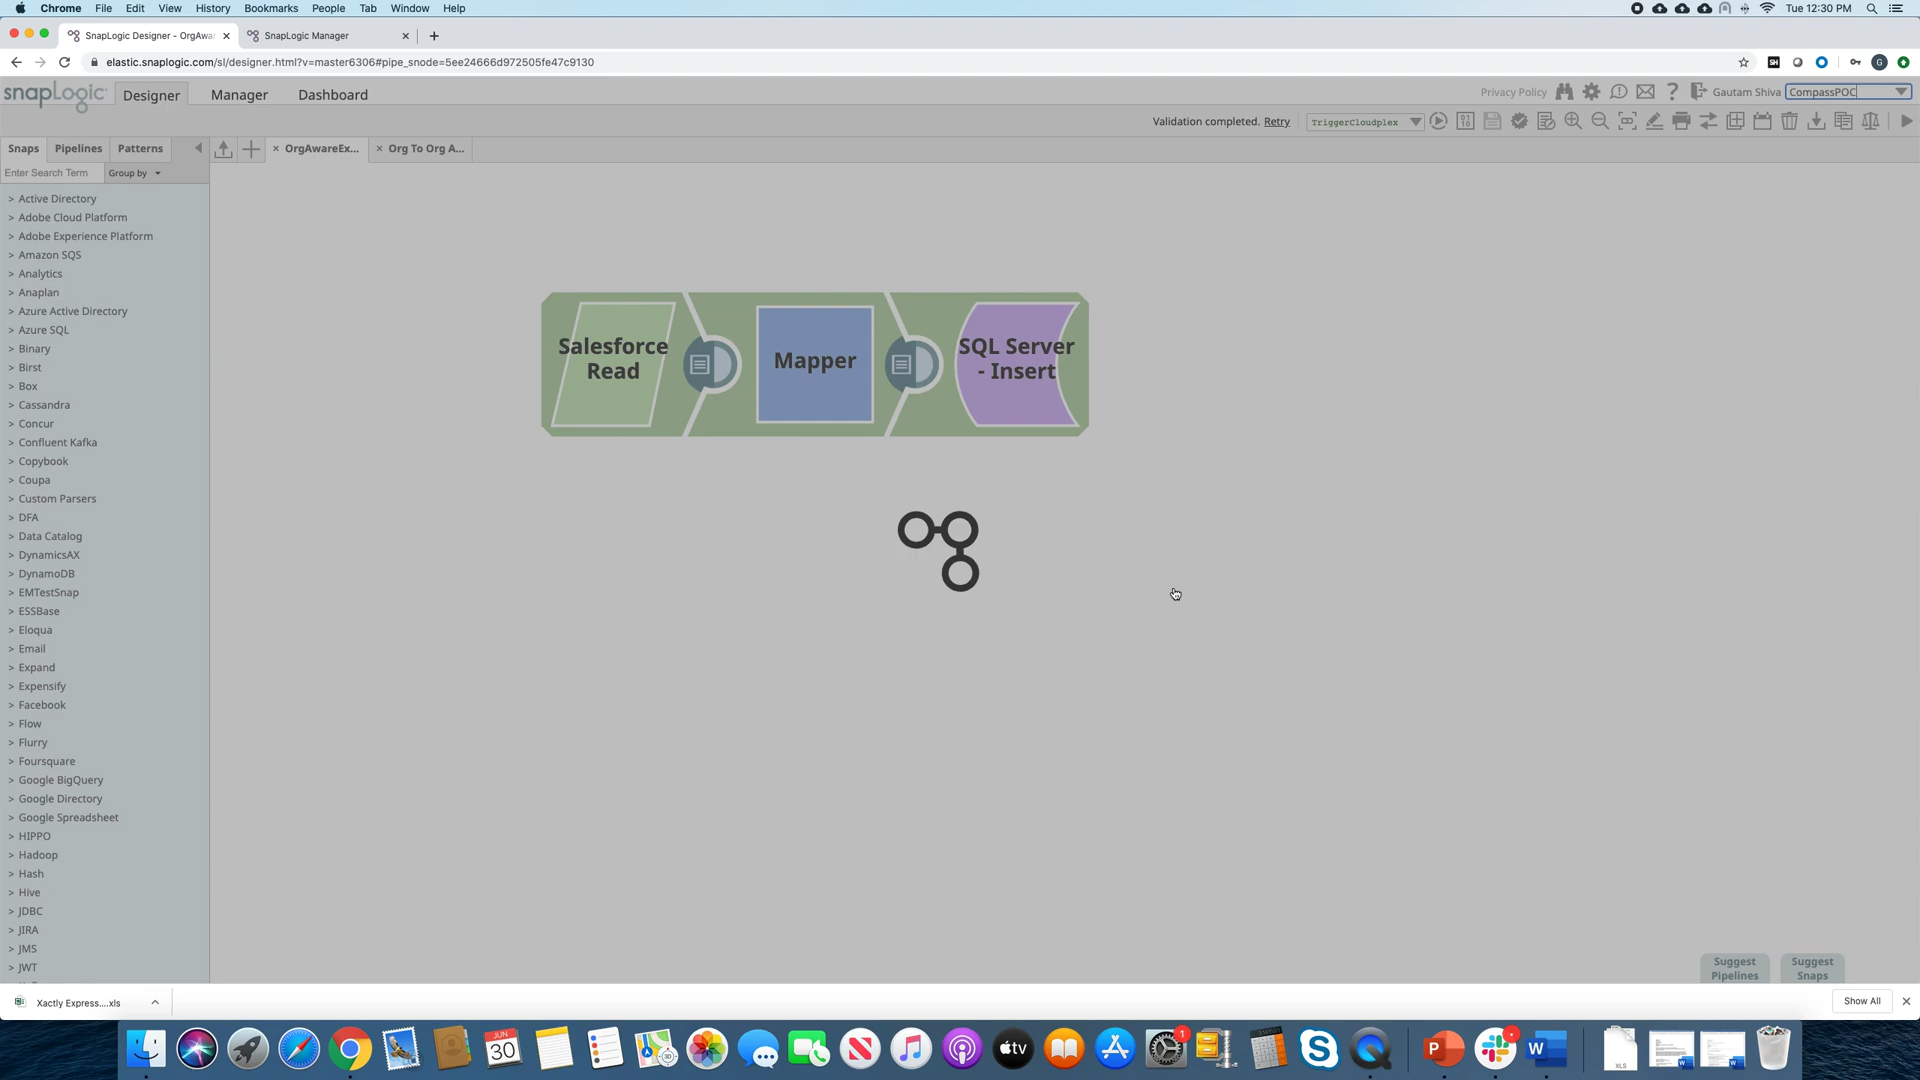 Chrome File Edit View History Bookmarks People Tab Window Help
Tue 12:30 PM
SnapLogic Designer - OrgAwa
SnapLogic Manager
elastic.snaplogic.com/sl/designer.html?v=master6306#pipe_snode=5ee24666d972505fe47c9130
SH
G
snapLogic
Designer
Manager
Dashboard
Privacy Policy
Gautam Shiva
CompassPOC
Validation completed. Retry
TriggerCloudplex
Snaps
Pipelines
Patterns
OrgAwareEx...
Org To Org A...
Enter Search Term
Group by
> Active Directory
> Adobe Cloud Platform
> Adobe Experience Platform
> Amazon SQS
> Analytics
> Anaplan
> Azure Active Directory
> Azure SQL
> Binary
> Birst
> Box
> Cassandra
> Concur
> Confluent Kafka
> Copybook
> Coupa
> Custom Parsers
> DFA
> Data Catalog
> DynamicsAX
> DynamoDB
> EMTestSnap
> ESSBase
> Eloqua
> Email
> Expand
> Expensify
> Facebook
> Flow
> Flurry
> Foursquare
> Google BigQuery
> Google Directory
> Google Spreadsheet
> HIPPO
> Hadoop
> Hash
> Hive
> JDBC
> JIRA
> JMS
> JWT
Salesforce
Read
Mapper
SQL Server
- Insert
Suggest
Pipelines
Suggest
Snaps
Xactly Express....xls
Show All
JUN
30
3D
tv
1
P
W
XLS